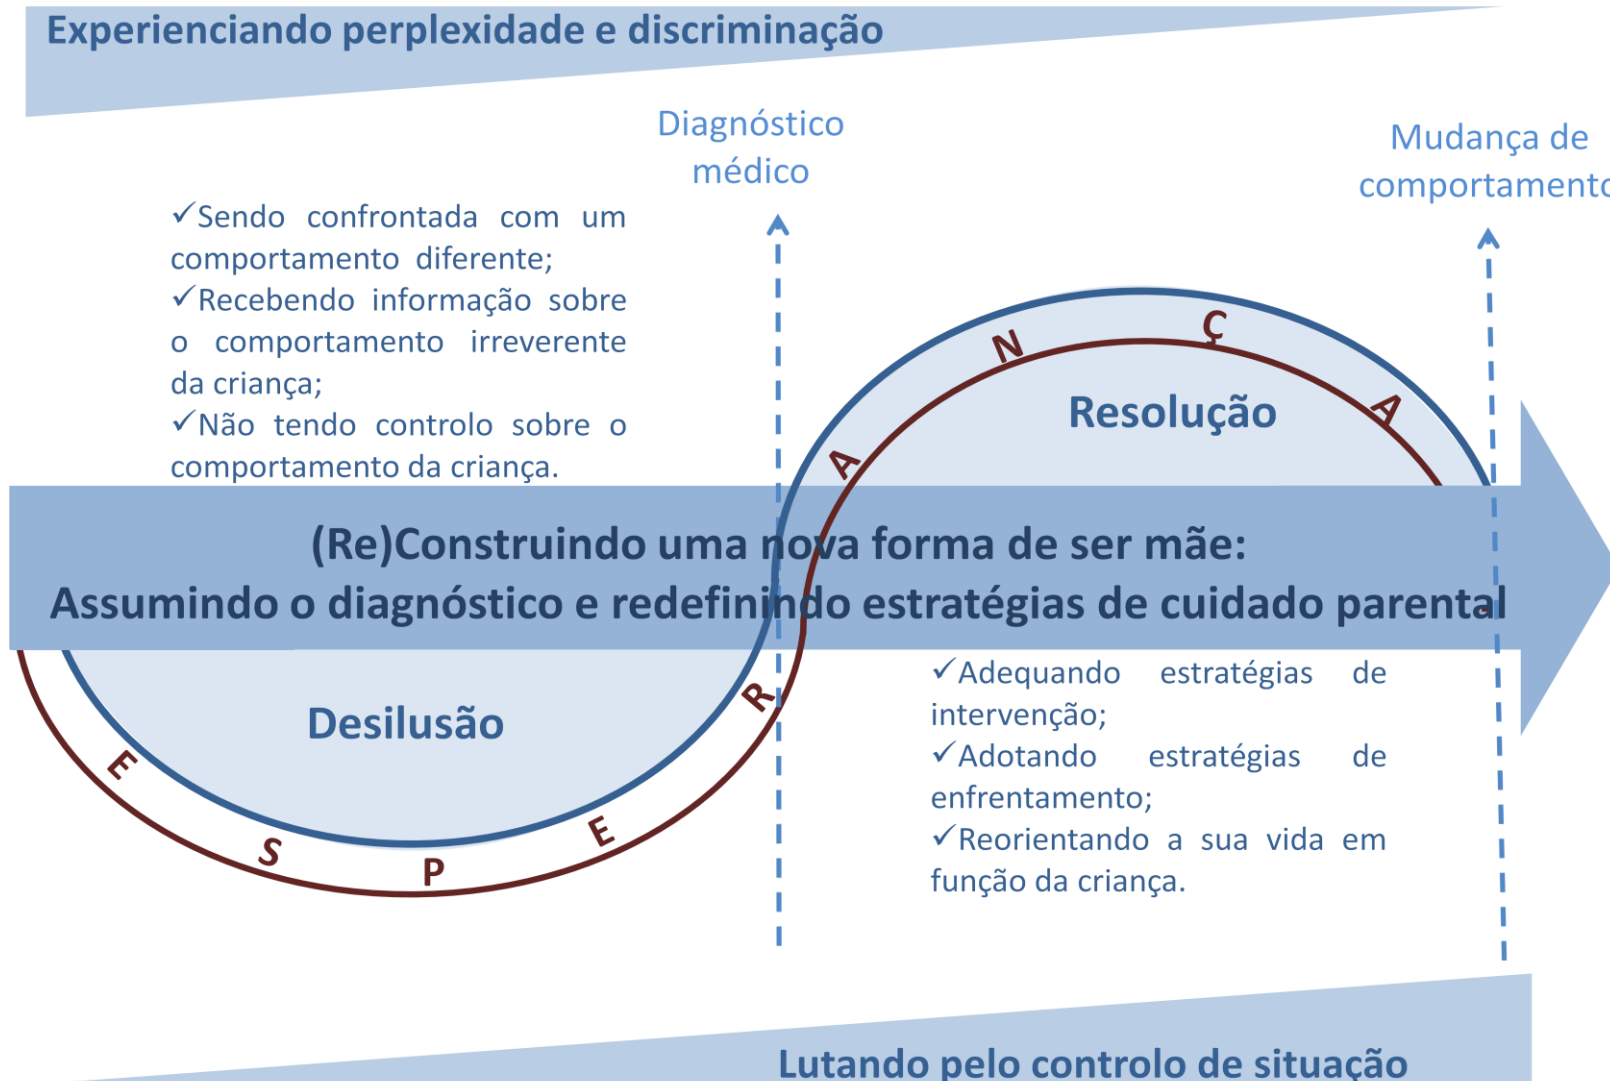 Experienciando perplexidade e discriminação
Diagnóstico
médico
Mudança de
comportamento
✓Sendo confrontada com um
comportamento diferente;
✓Recebendo informação sobre
o comportamento irreverente
da criança;
✓Não tendo controlo sobre o
comportamento da criança.
Resolução
(Re)Construindo uma nova forma de ser mãe:
Assumindo o diagnóstico e redefinindo estratégias de cuidado parental
Desilusão
E S P E R A N Ç A
✓Adequando estratégias de
intervenção;
✓Adotando estratégias de
enfrentamento;
✓Reorientando a sua vida em
função da criança.
Lutando pelo controlo de situação